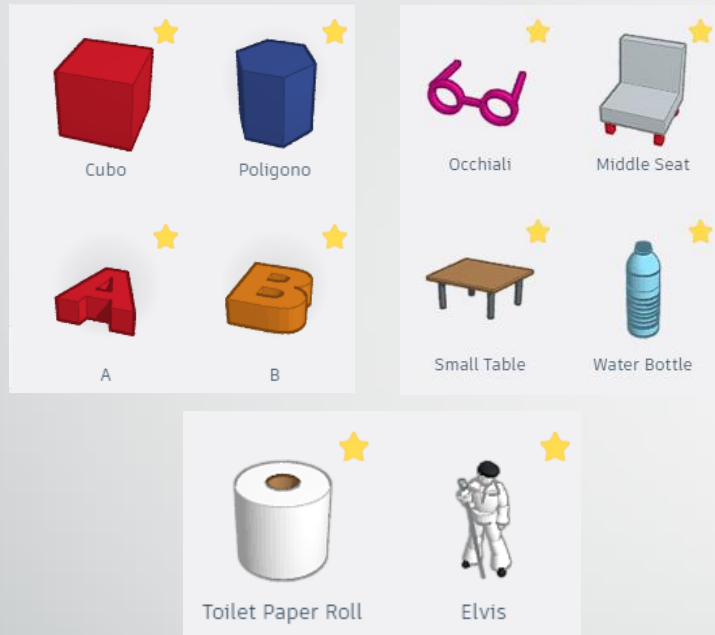 Cubo
Poligono
A
B
Occhiali
Middle Seat
Small Table
Water Bottle
Toilet Paper Roll
Elvis